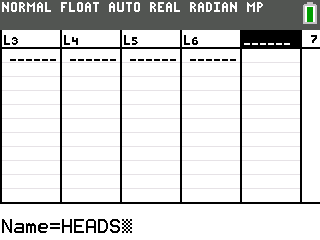 NORMAL FLOAT AUTO REAL RADIAN MP
L3 L4 L5 L6 ------ 7
------ ------ ------ ------
Name=HEADS